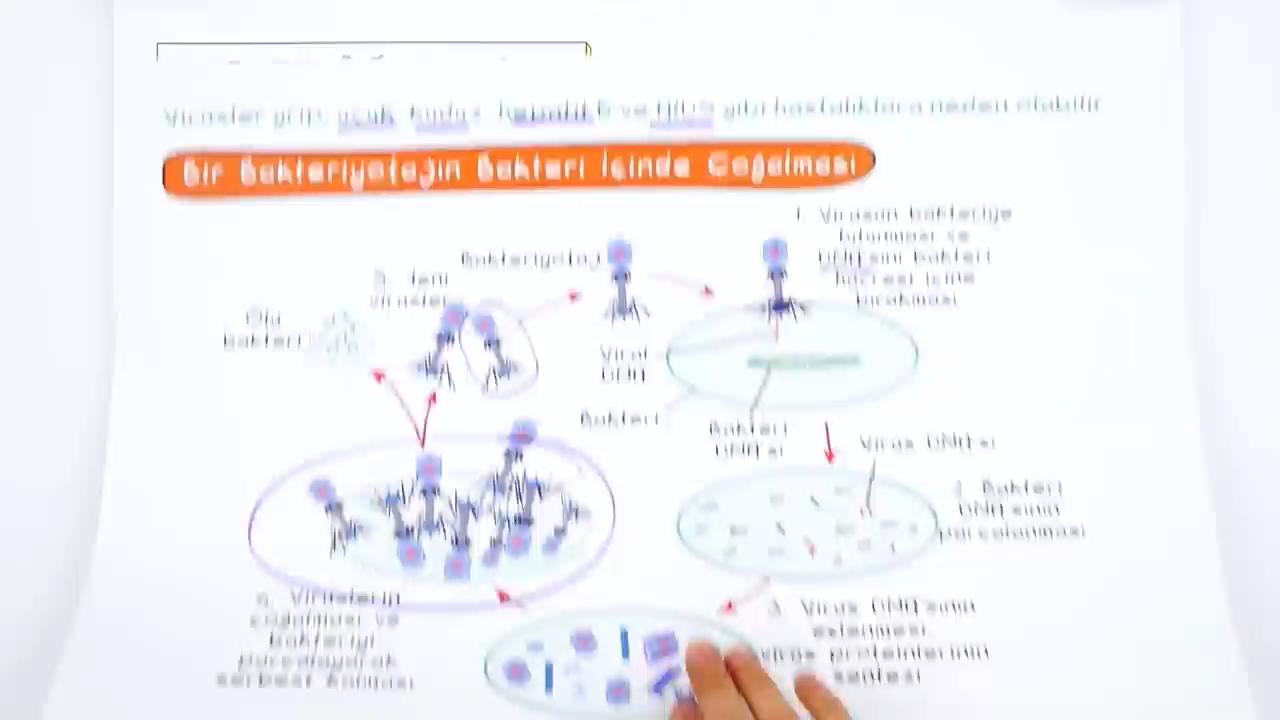 Virüsler grip, uçuk, kuduz, hepatit B ve AIDS gibi hastalıklara neden olabilir
Bir Bakteriyofajın Bakteri İçinde Çoğalması
1. Virüsün bakteriye
tutunması ve
DNA'sını bakteri
hücresi içine
bırakması
Bakteriyofaj
5. Yeni
virüsler
Ölü
bakteri
Viral
DNA
Bakteri
Bakteri
DNA'sı
Virüs DNA'sı
2. Bakteri
DNA'sının
parçalanması
3. Virüs DNA'sının
eşlenmesi
virüs proteinlerinin
sentezi
4. Virüslerin
çoğalması ve
bakteriyi
parçalayarak
serbest kalması